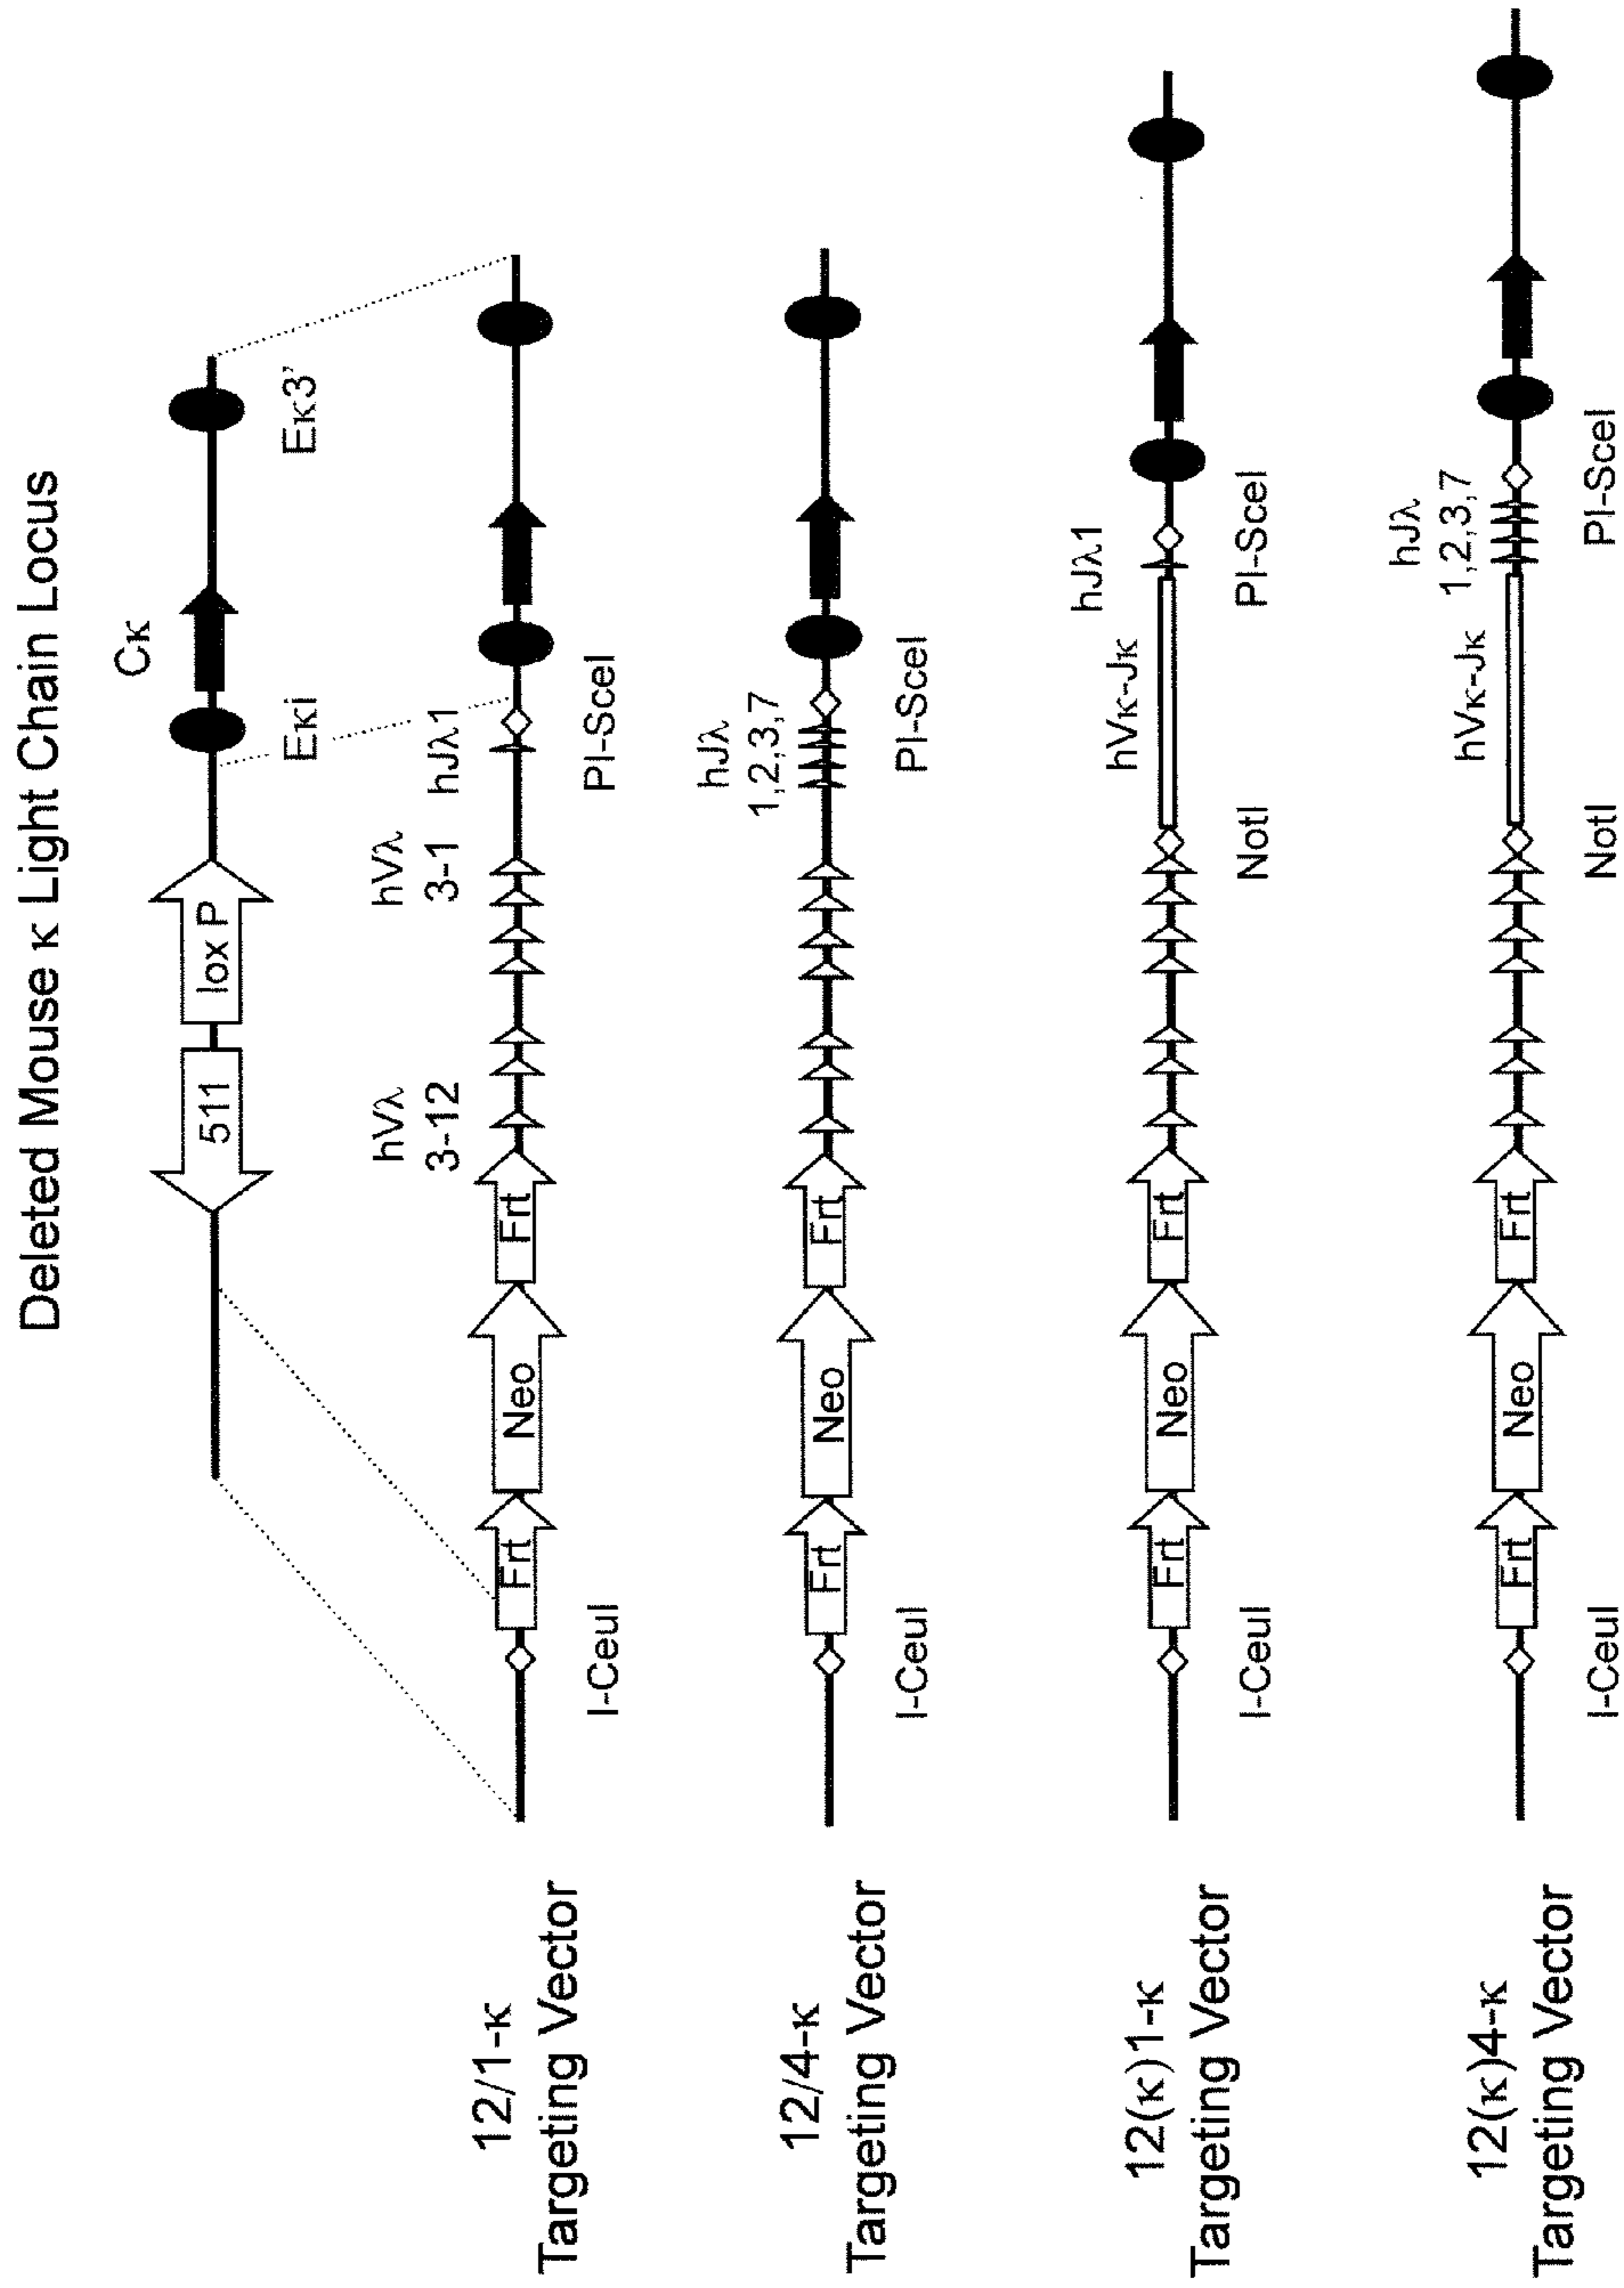 Deleted Mouse κ Light Chain Locus
Cκ
511
lox P
Eκi
Eκ3'
hVλ
3-12
hVλ
3-1
hJλ1
12/1-κ
Targeting Vector
Frt
Neo
Frt
I-CeuI
PI-SceI
hJλ
1,2,3,7
12/4-κ
Targeting Vector
Frt
Neo
Frt
I-CeuI
PI-SceI
hJλ1
hVκ-Jκ
12(κ)1-κ
Targeting Vector
Frt
Neo
Frt
I-CeuI
NotI
PI-SceI
hJλ
1,2,3,7
hVκ-Jκ
12(κ)4-κ
Targeting Vector
Frt
Neo
Frt
I-CeuI
NotI
PI-SceI